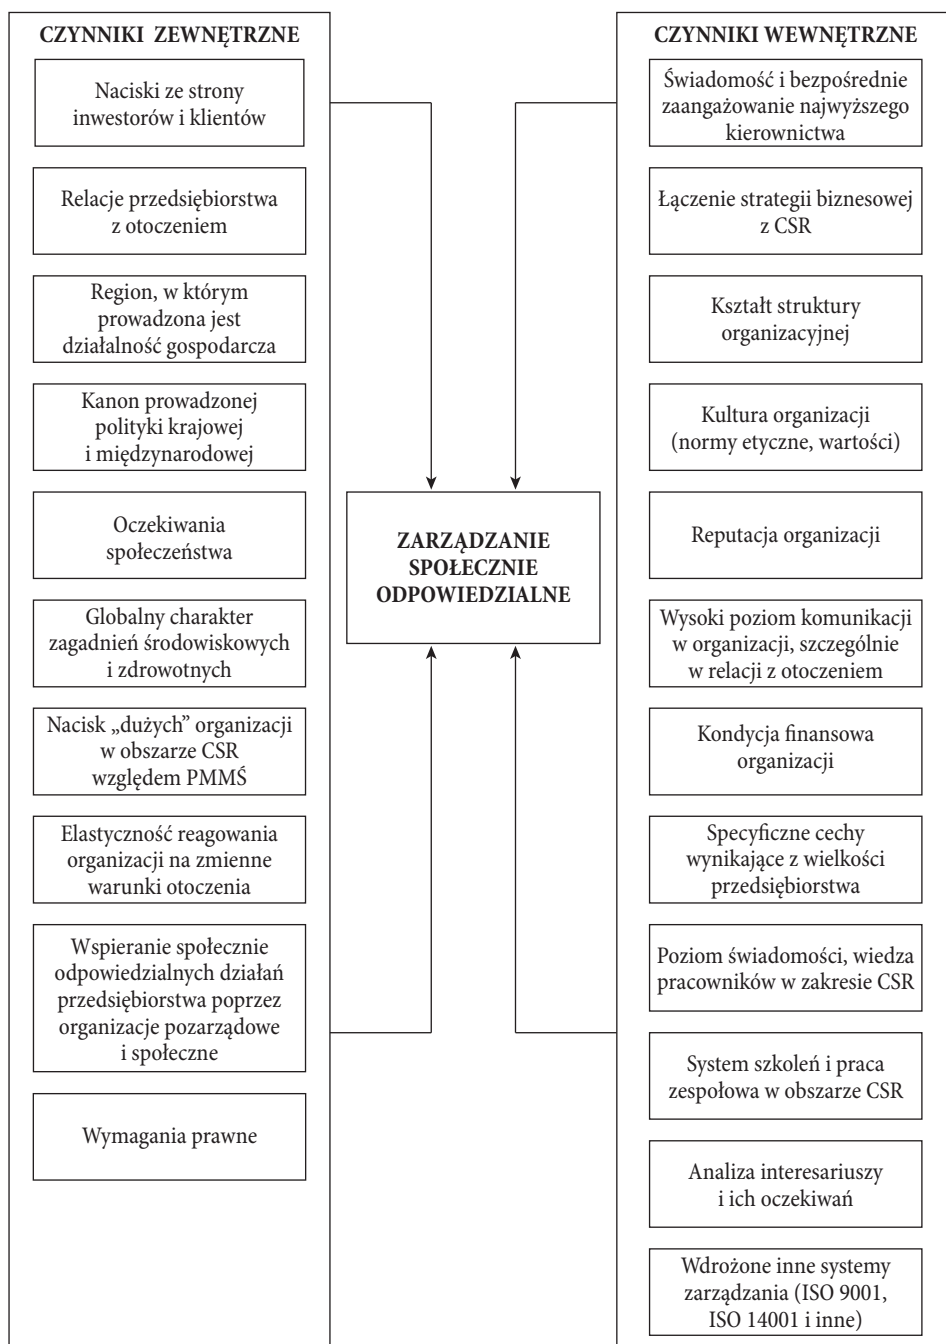 CZYNNIKI ZEWNĘTRZNE
Naciski ze strony
inwestorów i klientów
Relacje przedsiębiorstwa
z otoczeniem
Region, w którym
prowadzona jest
działalność gospodarcza
Kanon prowadzonej
polityki krajowej
i międzynarodowej
Oczekiwania
społeczeństwa
Globalny charakter
zagadnień środowiskowych
i zdrowotnych
Nacisk „dużych” organizacji
w obszarze CSR
względem PMMŚ
Elastyczność reagowania
organizacji na zmienne
warunki otoczenia
Wspieranie społecznie
odpowiedzialnych działań
przedsiębiorstwa poprzez
organizacje pozarządowe
i społeczne
Wymagania prawne
ZARZĄDZANIE
SPOŁECZNIE
ODPOWIEDZIALNE
CZYNNIKI WEWNĘTRZNE
Świadomość i bezpośrednie
zaangażowanie najwyższego
kierownictwa
Łączenie strategii biznesowej
z CSR
Kształt struktury
organizacyjnej
Kultura organizacji
(normy etyczne, wartości)
Reputacja organizacji
Wysoki poziom komunikacji
w organizacji, szczególnie
w relacji z otoczeniem
Kondycja finansowa
organizacji
Specyficzne cechy
wynikające z wielkości
przedsiębiorstwa
Poziom świadomości, wiedza
pracowników w zakresie CSR
System szkoleń i praca
zespołowa w obszarze CSR
Analiza interesariuszy
i ich oczekiwań
Wdrożone inne systemy
zarządzania (ISO 9001,
ISO 14001 i inne)